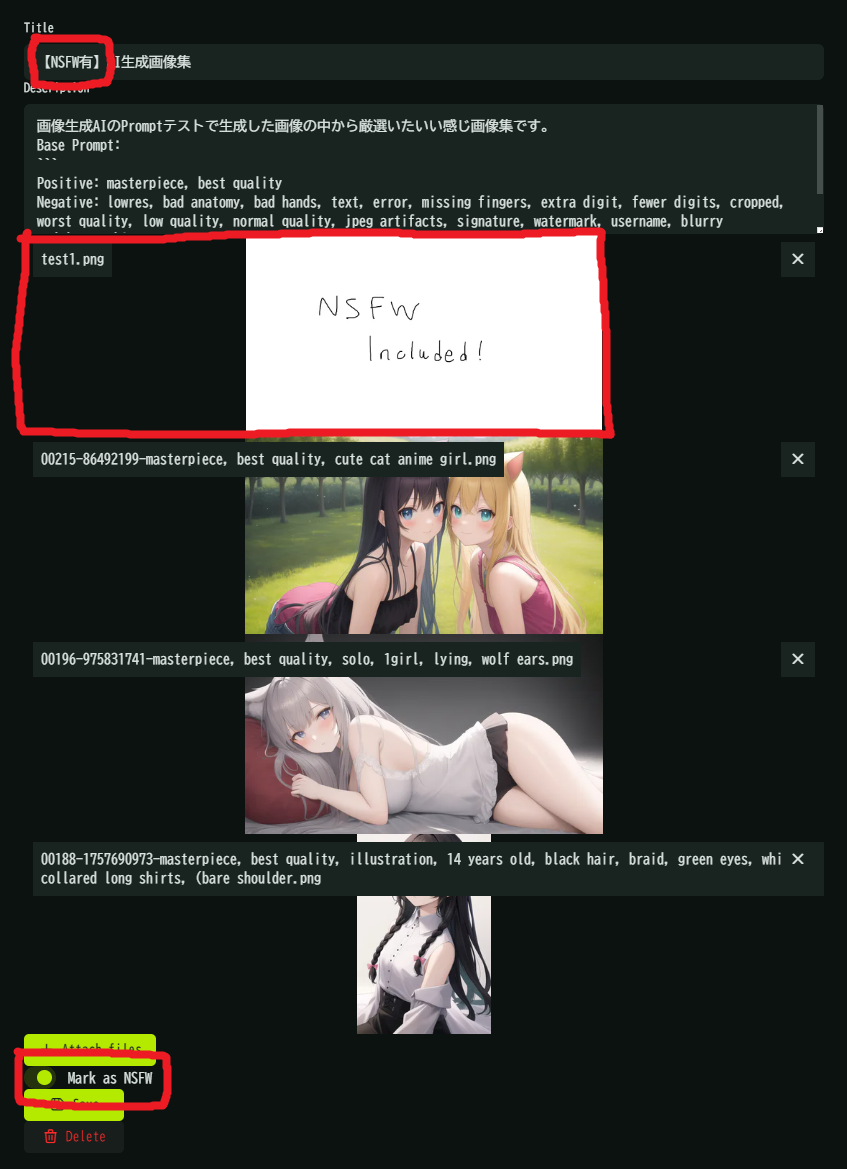 Title
【NSFW有】AI生成画像集
Description
画像生成AIのPromptテストで生成した画像の中から厳選いたいい感じ画像集です。
Base Prompt:
```
Positive: masterpiece, best quality
Negative: lowres, bad anatomy, bad hands, text, error, missing fingers, extra digit, fewer digits, cropped,
worst quality, low quality, normal quality, jpeg artifacts, signature, watermark, username, blurry
test1.png
NSFW
Included!
00215-86492199-masterpiece, best quality, cute cat anime girl.png
00196-975831741-masterpiece, best quality, solo, 1girl, lying, wolf ears.png
00188-1757690973-masterpiece, best quality, illustration, 14 years old, black hair, braid, green eyes, whi
collared long shirts, (bare shoulder.png
Attach files
Mark as NSFW
Save
Delete